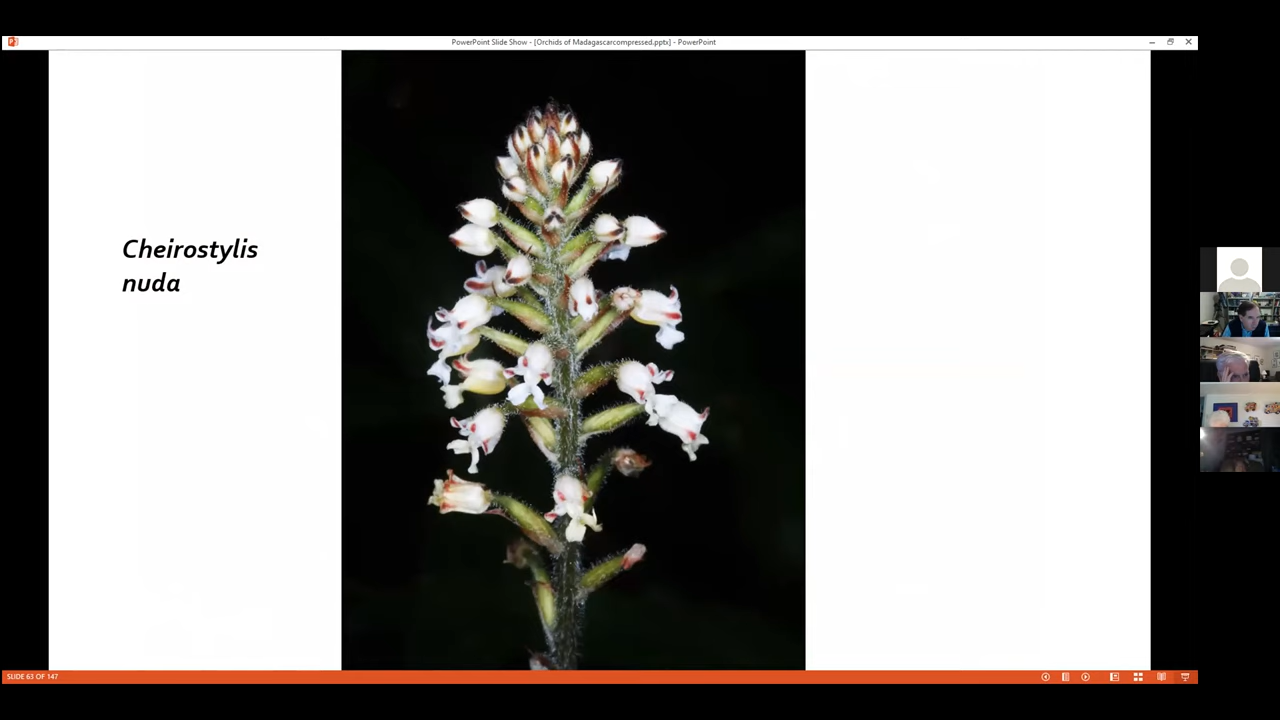 PowerPoint Slide Show - [Orchids of Madagascarcompressed.pptx] - PowerPoint
Cheirostylis
nuda
SLIDE 63 OF 147